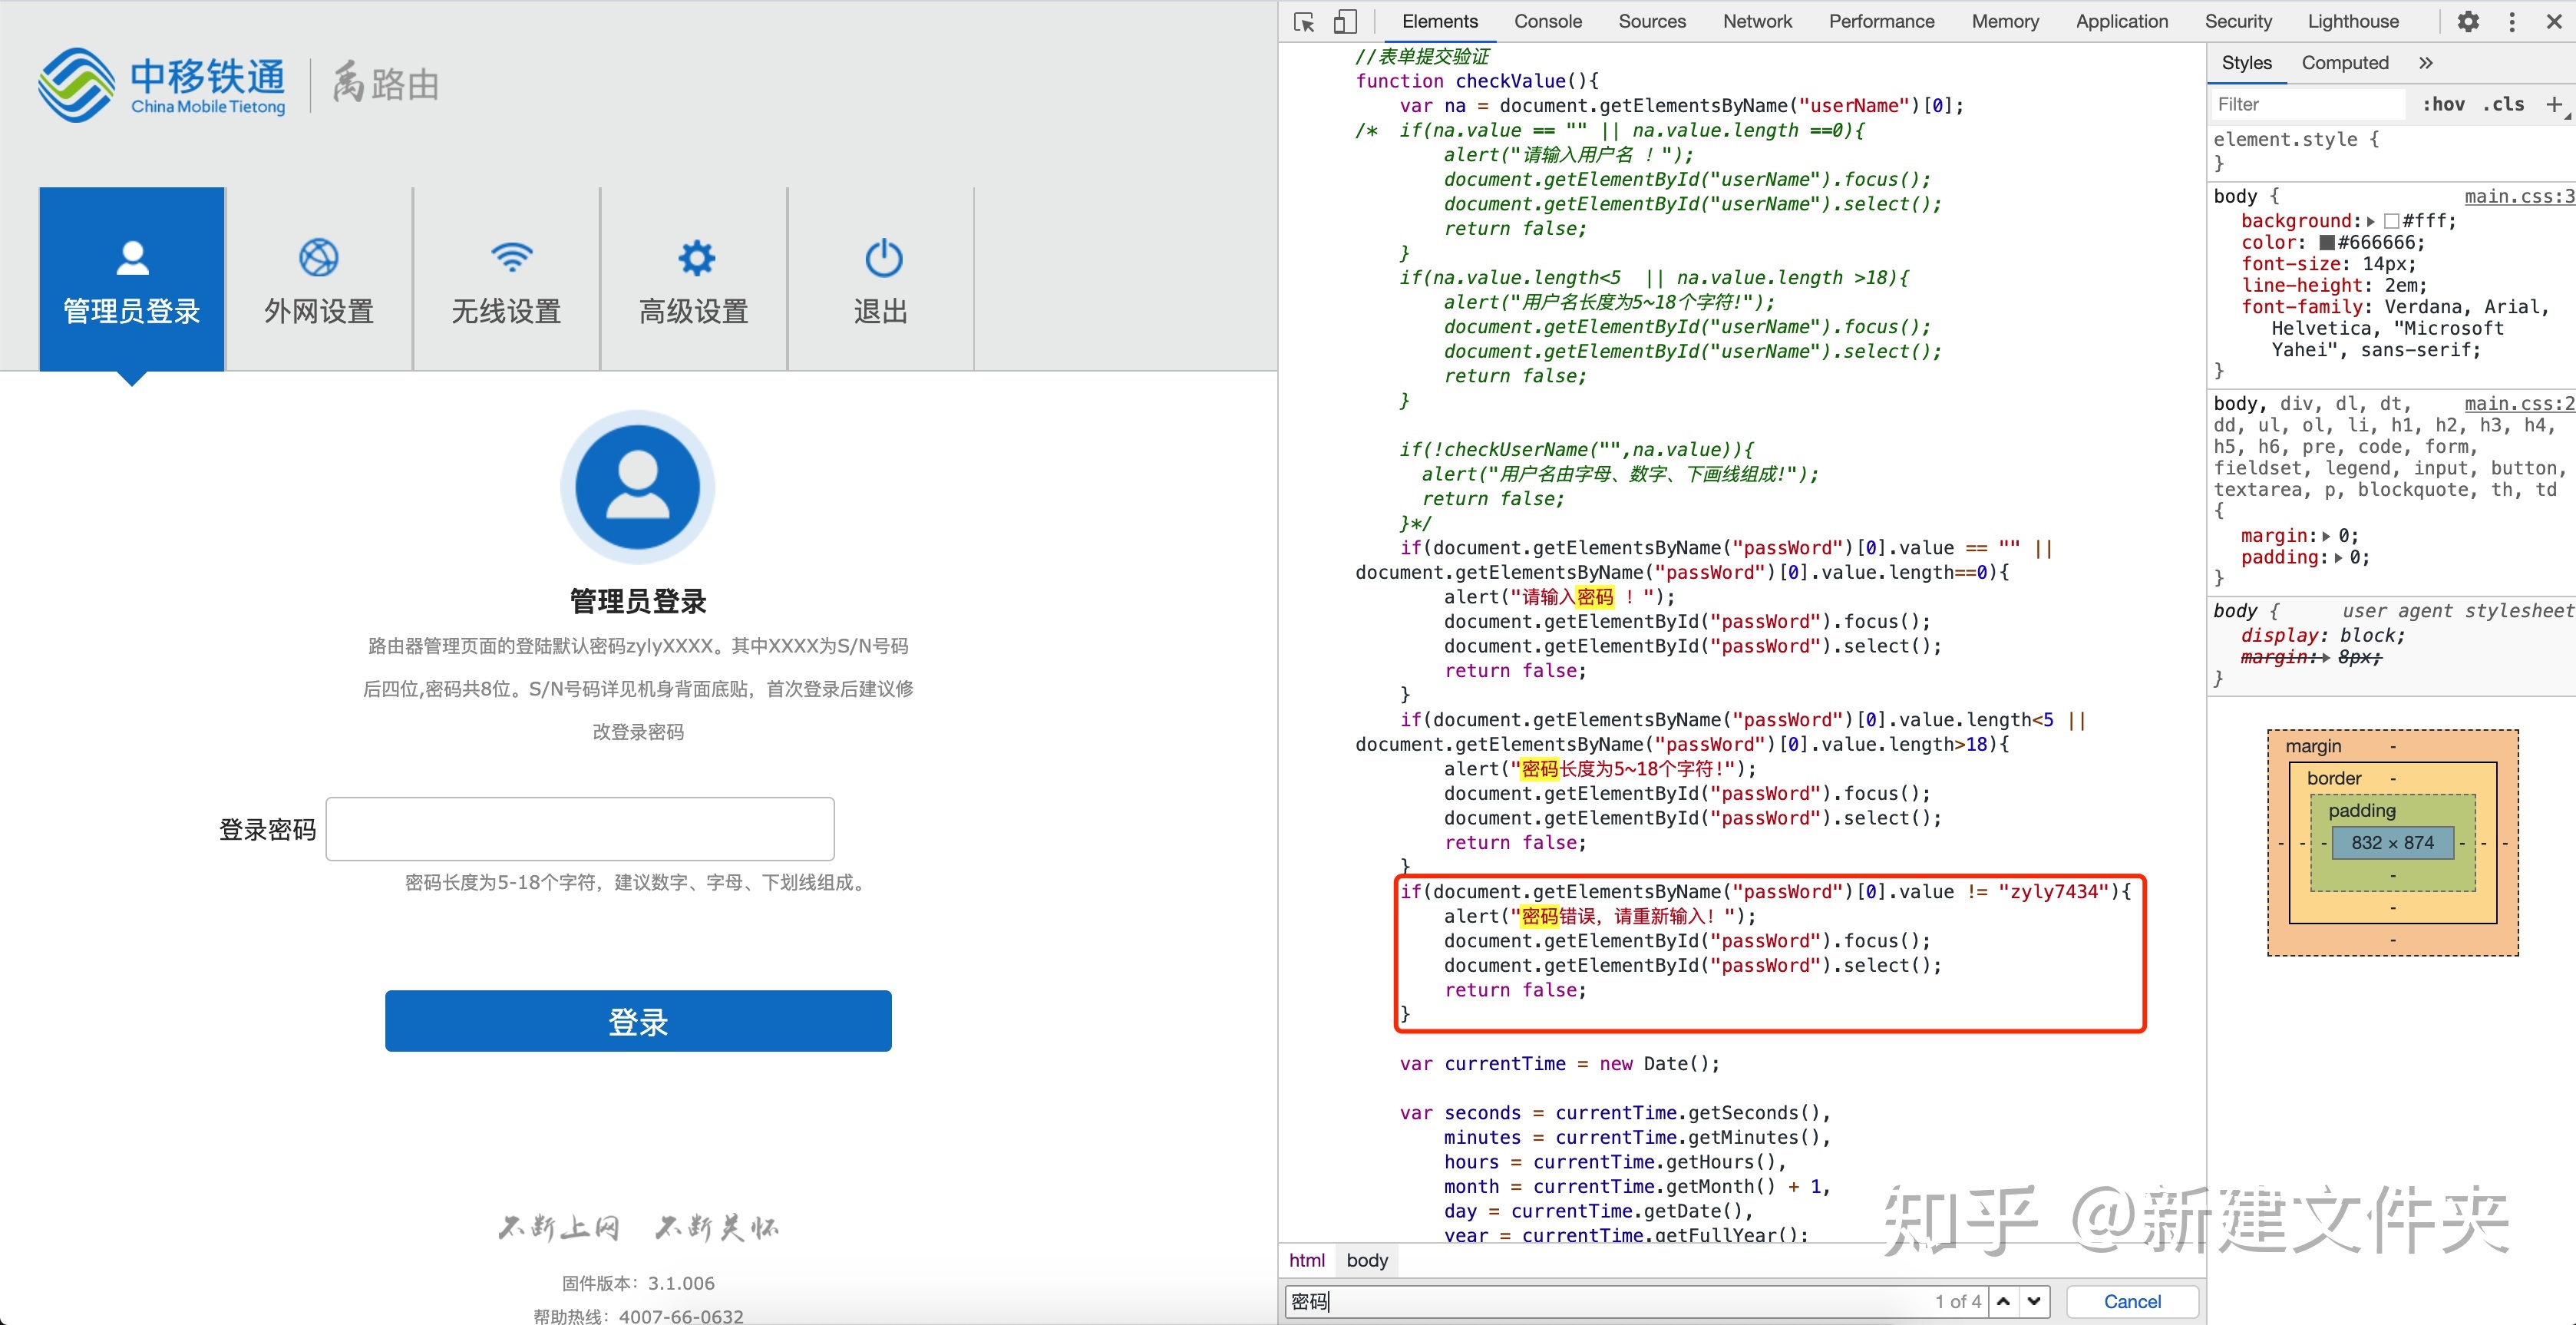 中移铁通
China Mobile Tietong
禹路由
管理员登录
外网设置
无线设置
高级设置
退出
管理员登录
路由器管理页面的登陆默认密码zylyXXXX。其中XXXX为S/N号码
后四位,密码共8位。S/N号码详见机身背面底贴，首次登录后建议修
改登录密码
登录密码
密码长度为5-18个字符，建议数字、字母、下划线组成。
登录
不断上网 不断关怀
固件版本：3.1.006
帮助热线：4007-66-0632
Elements Console Sources Network Performance Memory Application Security Lighthouse
//表单提交验证
function checkValue(){
var na = document.getElementsByName("userName")[0];
/* if(na.value == "" || na.value.length ==0){
alert("请输入用户名 ！");
document.getElementById("userName").focus();
document.getElementById("userName").select();
return false;
}
if(na.value.length<5 || na.value.length >18){
alert("用户名长度为5~18个字符!");
document.getElementById("userName").focus();
document.getElementById("userName").select();
return false;
}
if(!checkUserName("",na.value)){
alert("用户名由字母、数字、下画线组成!");
return false;
}*/
if(document.getElementsByName("passWord")[0].value == "" ||
document.getElementsByName("passWord")[0].value.length==0){
alert("请输入密码 ！");
document.getElementById("passWord").focus();
document.getElementById("passWord").select();
return false;
}
if(document.getElementsByName("passWord")[0].value.length<5 ||
document.getElementsByName("passWord")[0].value.length>18){
alert("密码长度为5~18个字符!");
document.getElementById("passWord").focus();
document.getElementById("passWord").select();
return false;
}
if(document.getElementsByName("passWord")[0].value != "zyly7434"){
alert("密码错误，请重新输入！");
document.getElementById("passWord").focus();
document.getElementById("passWord").select();
return false;
}
var currentTime = new Date();
var seconds = currentTime.getSeconds(),
minutes = currentTime.getMinutes(),
hours = currentTime.getHours(),
month = currentTime.getMonth() + 1,
day = currentTime.getDate(),
year = currentTime.getFullYear();
html body
密码 1 of 4 Cancel
Styles Computed »
Filter :hov .cls +
element.style {
}
body { main.css:3
background: #fff;
color: #666666;
font-size: 14px;
line-height: 2em;
font-family: Verdana, Arial,
Helvetica, "Microsoft
Yahei", sans-serif;
}
body, div, dl, dt, main.css:2
dd, ul, ol, li, h1, h2, h3, h4,
h5, h6, pre, code, form,
fieldset, legend, input, button,
textarea, p, blockquote, th, td
{
margin: 0;
padding: 0;
}
body { user agent stylesheet
display: block;
margin: 8px;
}
margin -
border -
padding
- - - 832 × 874 - - -
-
-
-
知乎 @新建文件夹